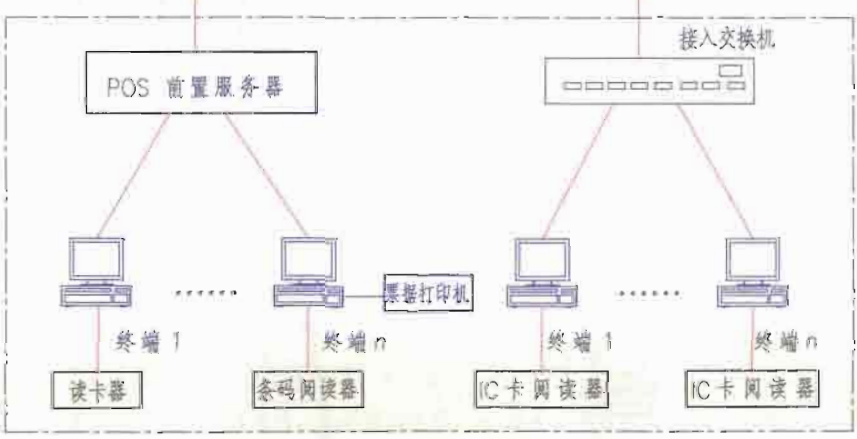 接入交换机
POS 前置服务器
票据打印机
终端 1
终端 n
终端 1
终端 n
读卡器
条码阅读器
IC 卡阅读器
IC 卡阅读器